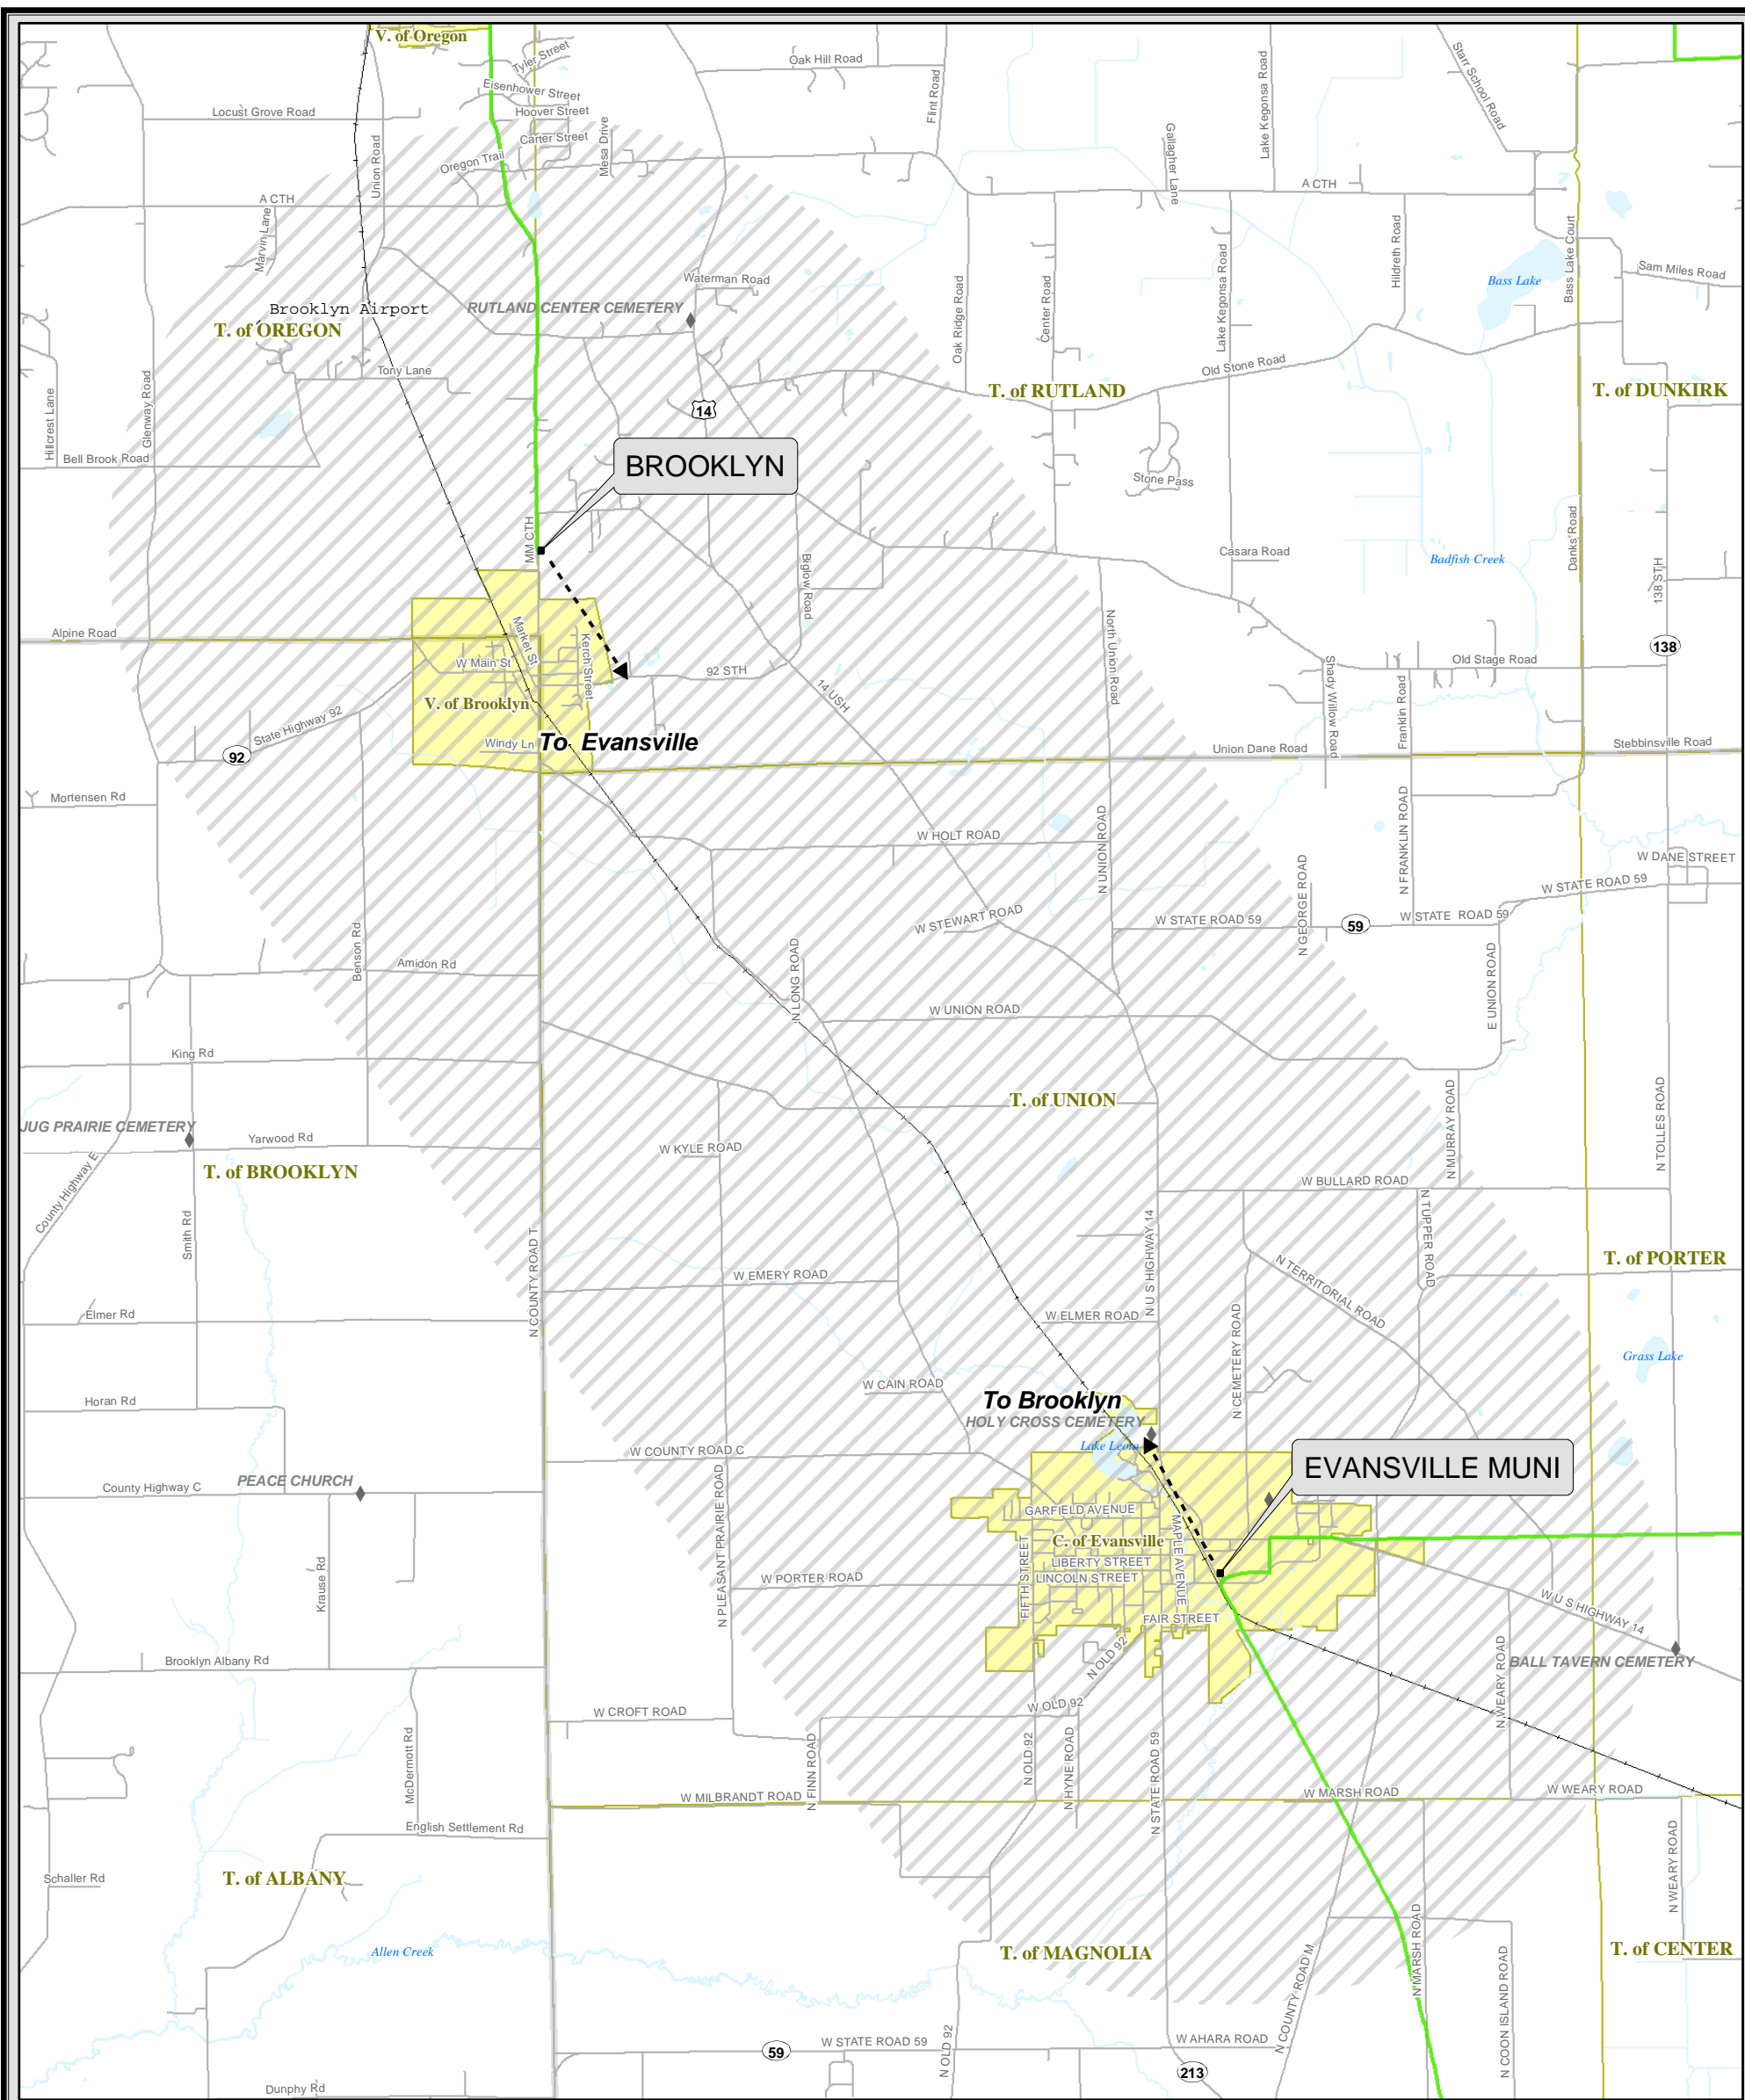 V. of Oregon
Tyler Street
Oak Hill Road
Starr School Road
Lake Kegonsa Road
Flint Road
Eisenhower Street
Locust Grove Road
Hoover Street
Carter Street
Mesa Drive
Gallagher Lane
Union Road
Oregon Trail
A CTH
A CTH
Marvin Lane
Bass Lake Court
Hildreth Road
Lake Kegonsa Road
Sam Miles Road
Waterman Road
Bass Lake
Brooklyn Airport
RUTLAND CENTER CEMETERY
T. of OREGON
Oak Ridge Road
Center Road
Tony Lane
Old Stone Road
T. of RUTLAND
T. of DUNKIRK
14
Hillcrest Lane
Glenway Road
Bell Brook Road
BROOKLYN
Stone Pass
MM CTH
Casara Road
Badfish Creek
Danks Road
138 STH
Biglow Road
Alpine Road
Market St
Kerch Street
North Union Road
138
W Main St
92 STH
Old Stage Road
Shady Willow Road
Franklin Road
14 USH
V. of Brooklyn
State Highway 92
Windy Ln
To Evansville
Union Dane Road
Stebbinsville Road
92
Mortensen Rd
W HOLT ROAD
N UNION ROAD
N FRANKLIN ROAD
W DANE STREET
W STATE ROAD 59
W STEWART ROAD
W STATE ROAD 59
59
W STATE ROAD 59
N GEORGE ROAD
Benson Rd
Amidon Rd
N LONG ROAD
E UNION ROAD
W UNION ROAD
King Rd
T. of UNION
JUG PRAIRIE CEMETERY
Yarwood Rd
W KYLE ROAD
N MURRAY ROAD
N TOLLES ROAD
T. of BROOKLYN
County Highway E
W BULLARD ROAD
Smith Rd
N COUNTY ROAD T
N U S HIGHWAY 14
N TUPPER ROAD
T. of PORTER
W EMERY ROAD
N TERRITORIAL ROAD
Elmer Rd
W ELMER ROAD
N CEMETERY ROAD
Grass Lake
W CAIN ROAD
Horan Rd
To Brooklyn
HOLY CROSS CEMETERY
W COUNTY ROAD C
Lake Leota
EVANSVILLE MUNI
PEACE CHURCH
County Highway C
GARFIELD AVENUE
N PLEASANT PRAIRIE ROAD
MAPLE AVENUE
C. of Evansville
FIFTH STREET
LIBERTY STREET
LINCOLN STREET
W PORTER ROAD
Krause Rd
FAIR STREET
W U S HIGHWAY 14
N OLD 92
Brooklyn Albany Rd
BALL TAVERN CEMETERY
N WEARY ROAD
W OLD 92
W CROFT ROAD
McDermott Rd
N FINN ROAD
N OLD 92
N HYNE ROAD
N STATE ROAD 59
W MILBRANDT ROAD
W MARSH ROAD
W WEARY ROAD
English Settlement Rd
Schaller Rd
T. of ALBANY
N WEARY ROAD
N MARSH ROAD
Allen Creek
T. of MAGNOLIA
T. of CENTER
N COUNTY ROAD M
N COON ISLAND ROAD
N OLD 92
W STATE ROAD 59
59
W AHARA ROAD
213
Dunphy Rd